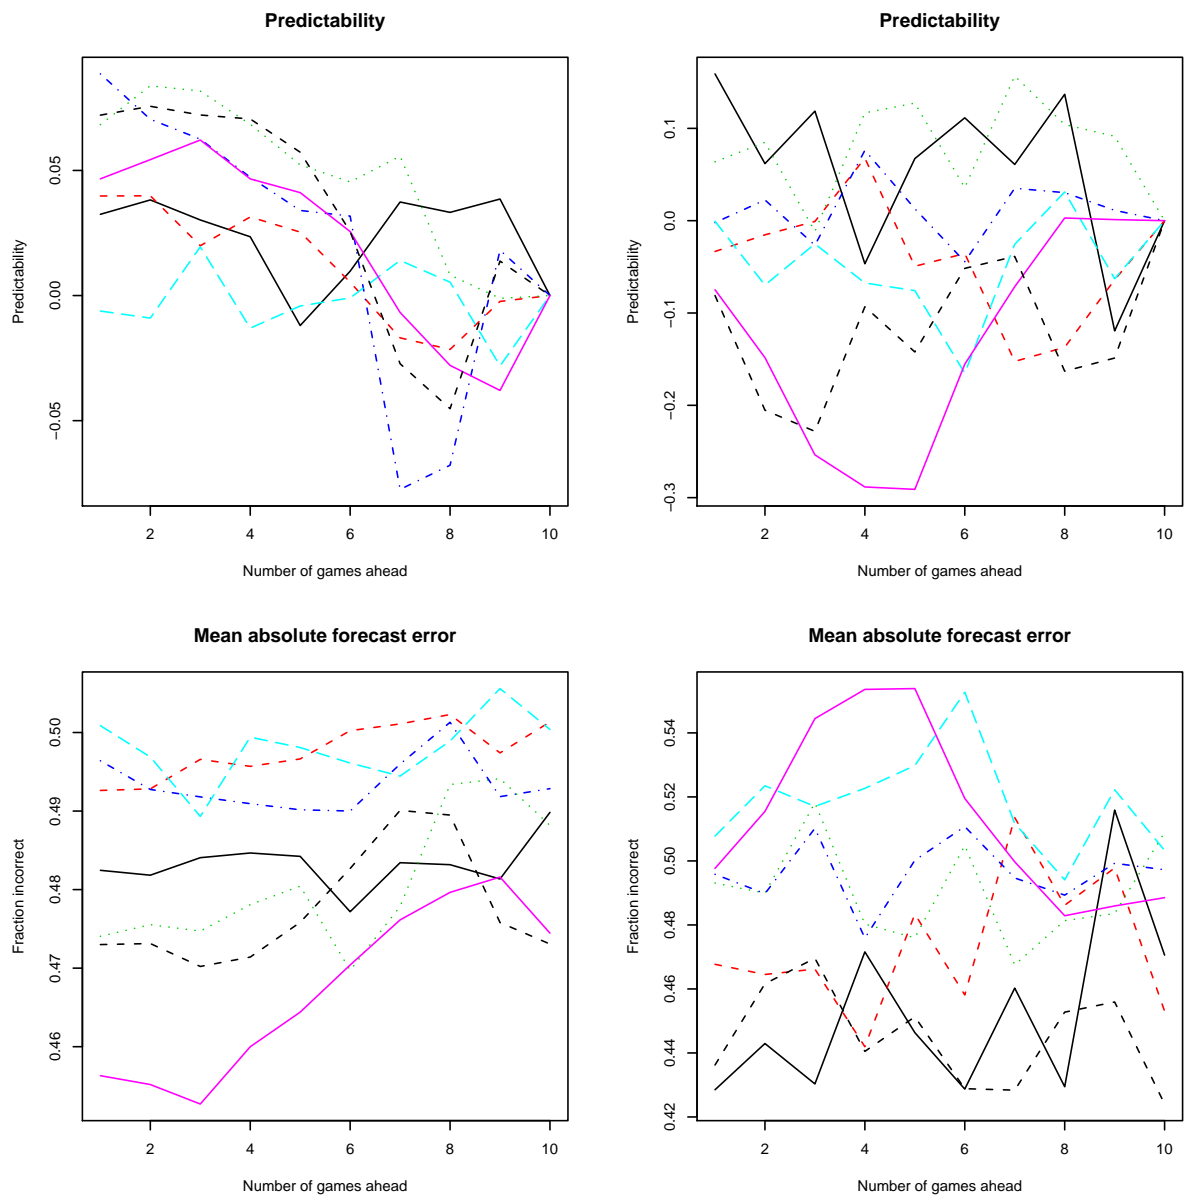 Predictability
Predictability
0.05
0.00
−0.05
2 4 6 8 10
Number of games ahead
Predictability
Predictability
0.1
0.0
−0.1
−0.2
−0.3
2 4 6 8 10
Number of games ahead
Mean absolute forecast error
Fraction incorrect
0.50
0.49
0.48
0.47
0.46
2 4 6 8 10
Number of games ahead
Mean absolute forecast error
Fraction incorrect
0.54
0.52
0.50
0.48
0.46
0.44
0.42
2 4 6 8 10
Number of games ahead